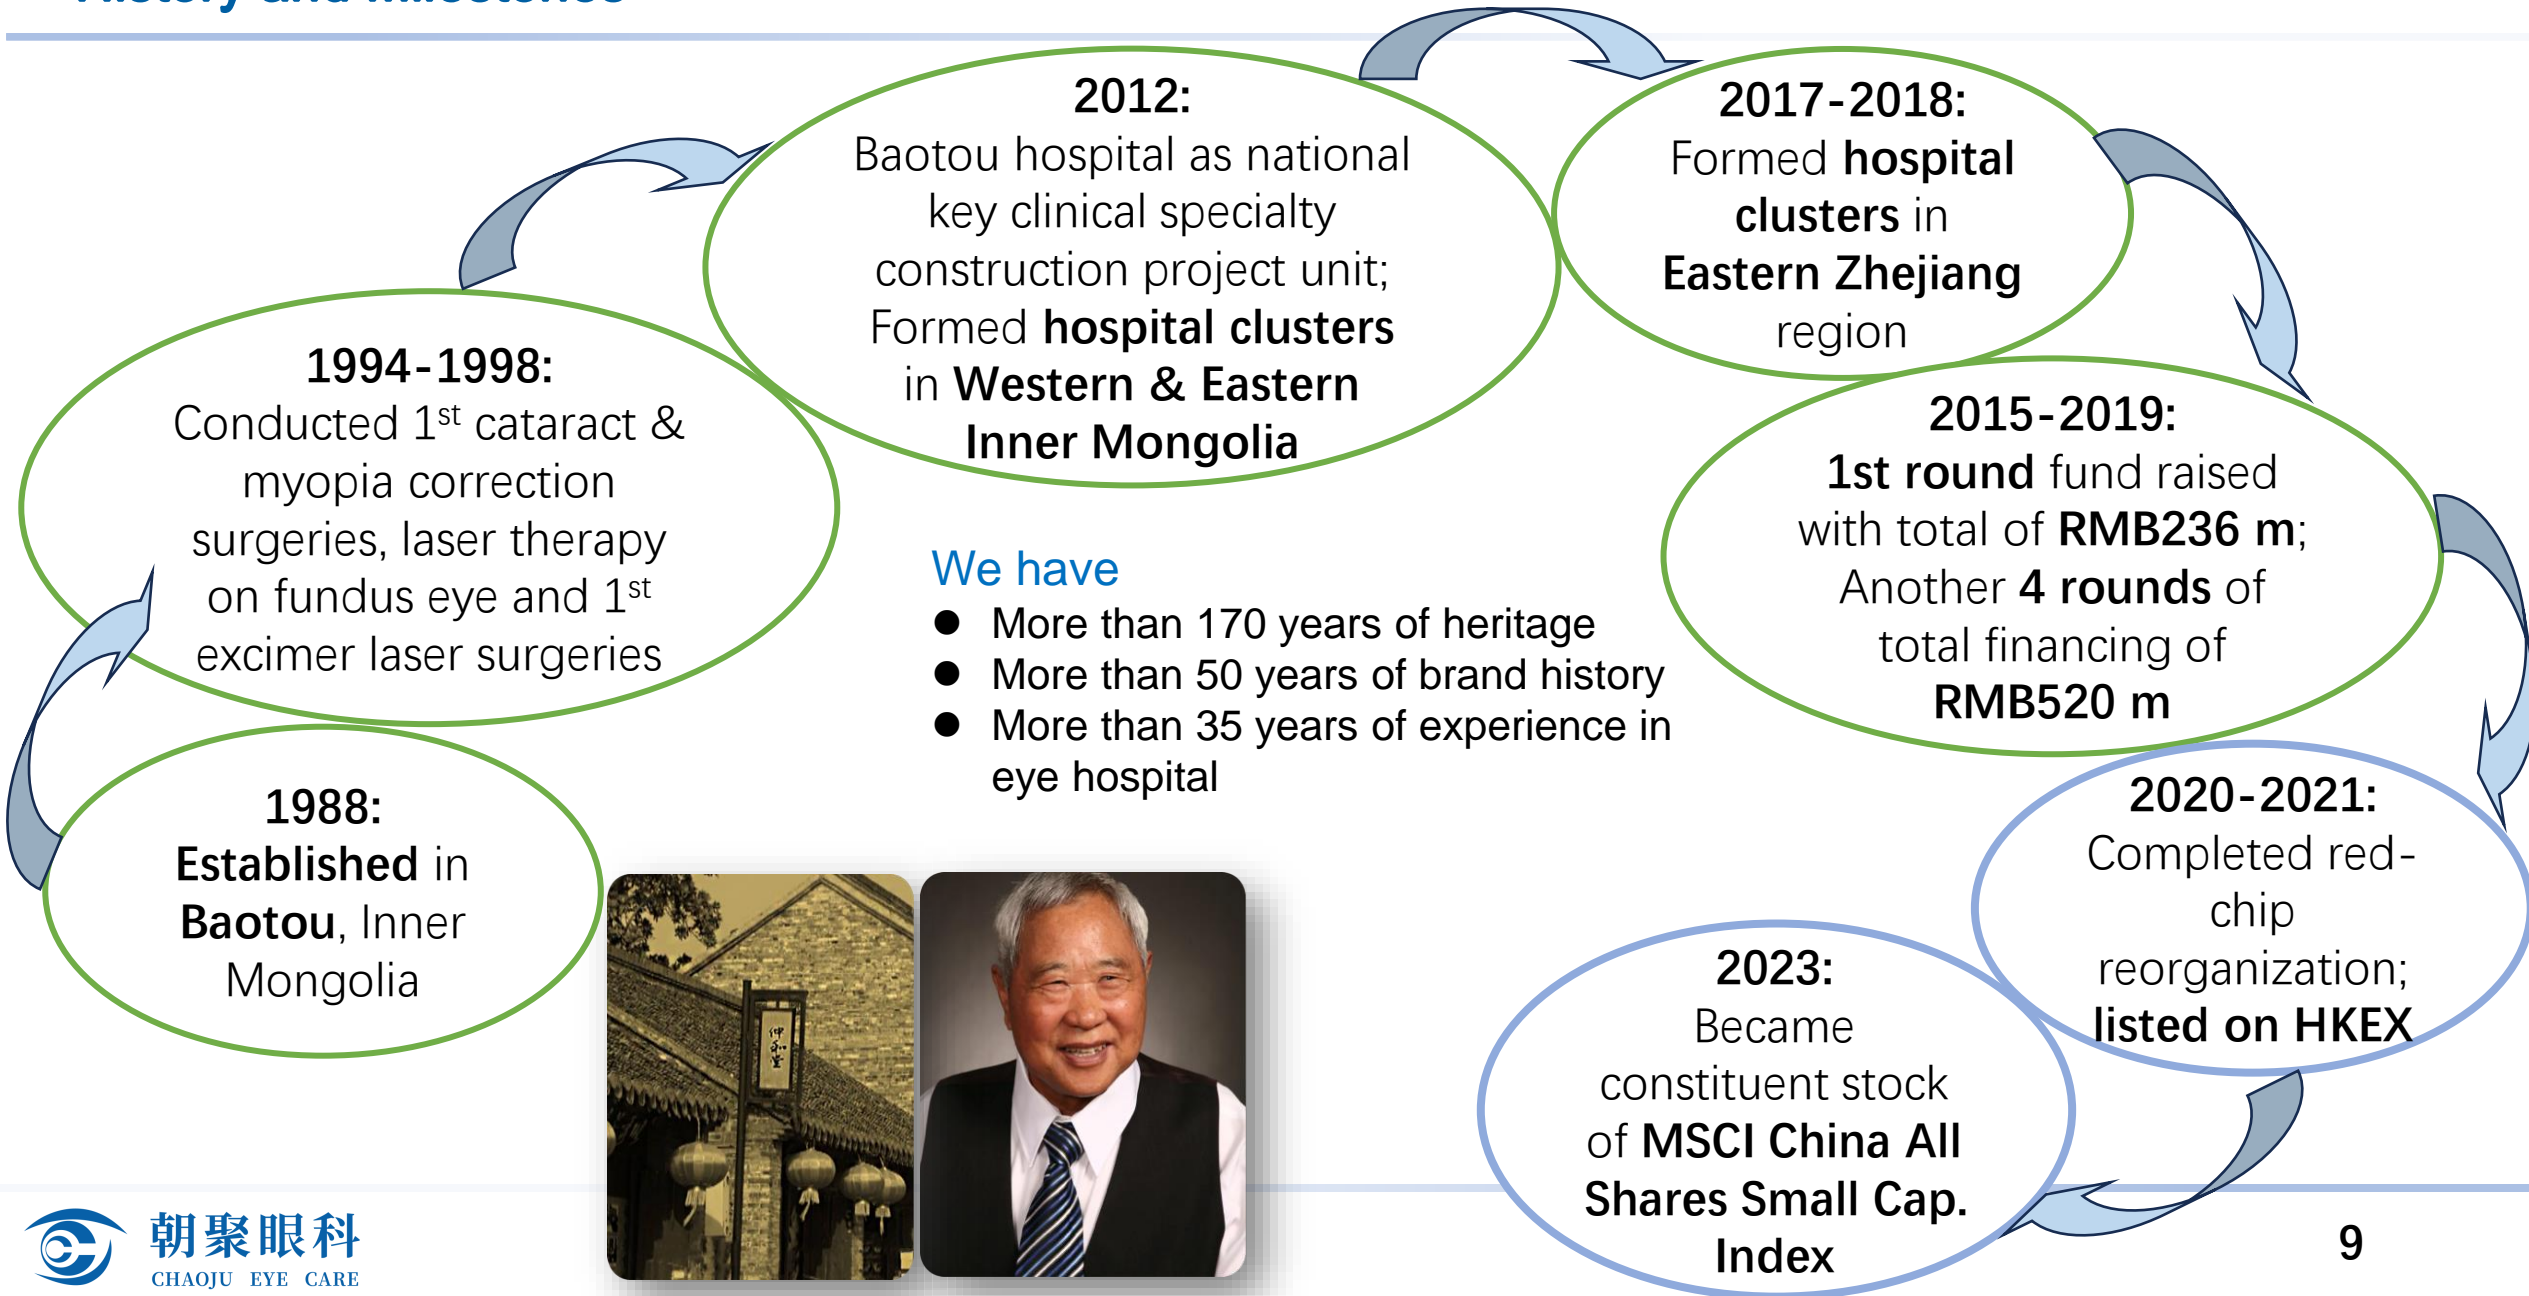 History and Milestones
1988:
Established in
Baotou, Inner
Mongolia
1994-1998:
Conducted 1st cataract &
myopia correction
surgeries, laser therapy
on fundus eye and 1st
excimer laser surgeries
2012:
Baotou hospital as national
key clinical specialty
construction project unit;
Formed hospital clusters
in Western & Eastern
Inner Mongolia
2017-2018:
Formed hospital
clusters in
Eastern Zhejiang
region
2015-2019:
1st round fund raised
with total of RMB236 m;
Another 4 rounds of
total financing of
RMB520 m
2020-2021:
Completed red-
chip
reorganization;
listed on HKEX
2023:
Became
constituent stock
of MSCI China All
Shares Small Cap.
Index
We have
● More than 170 years of heritage
● More than 50 years of brand history
● More than 35 years of experience in
eye hospital
仲和堂
朝聚眼科
CHAOJU EYE CARE
9